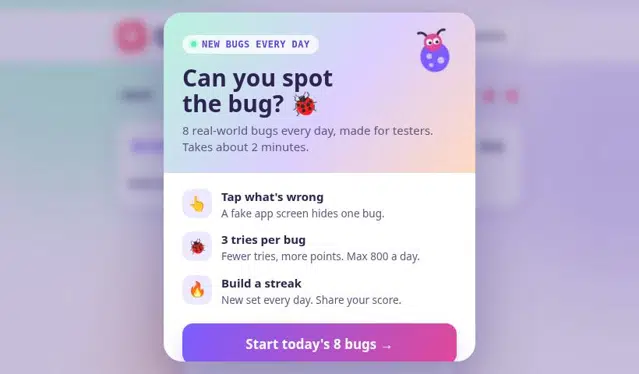 NEW BUGS EVERY DAY
Can you spot
the bug? 🐞
8 real-world bugs every day, made for testers.
Takes about 2 minutes.
Tap what's wrong
A fake app screen hides one bug.
3 tries per bug
Fewer tries, more points. Max 800 a day.
Build a streak
New set every day. Share your score.
Start today's 8 bugs →